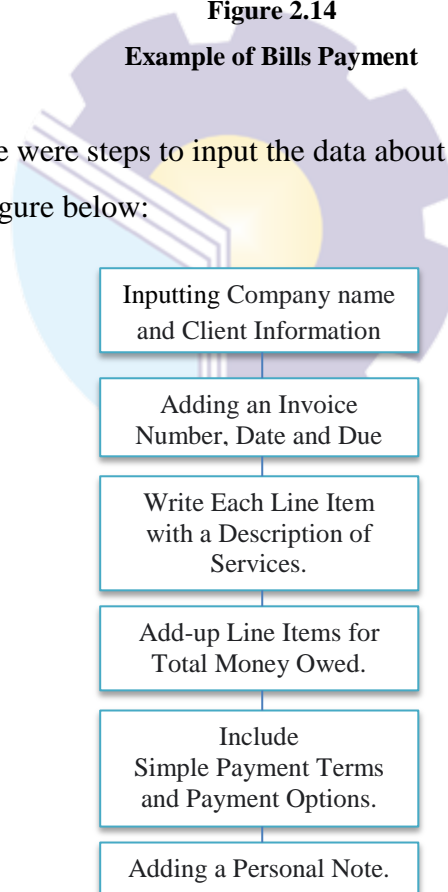 Figure 2.14
Example of Bills Payment
e were steps to input the data about
gure below:
Inputting Company name
and Client Information
Adding an Invoice
Number, Date and Due
Write Each Line Item
with a Description of
Services.
Add-up Line Items for
Total Money Owed.
Include
Simple Payment Terms
and Payment Options.
Adding a Personal Note.